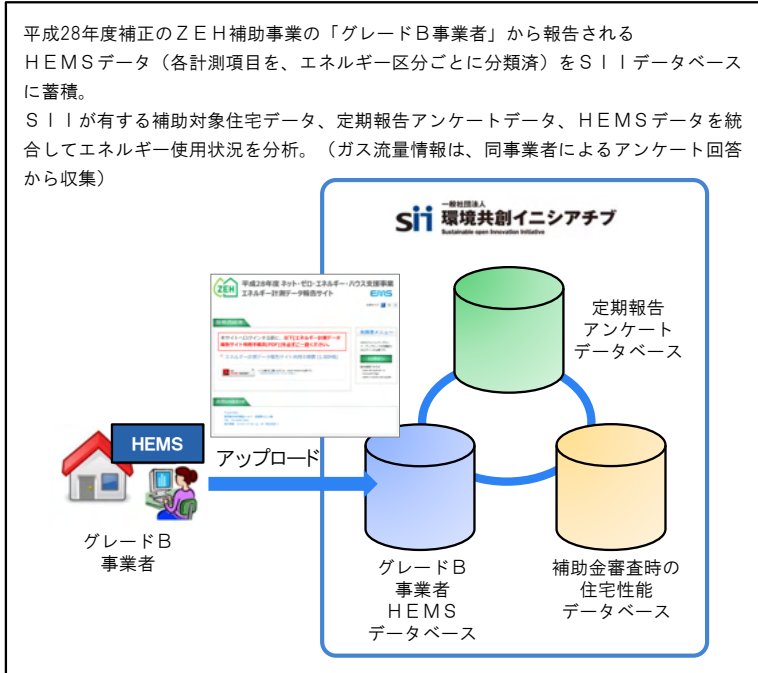 平成28年度補正のＺＥＨ補助事業の「グレードＢ事業者」から報告される
ＨＥＭＳデータ（各計測項目を、エネルギー区分ごとに分類済）をＳＩＩデータベース
に蓄積。
ＳＩＩが有する補助対象住宅データ、定期報告アンケートデータ、ＨＥＭＳデータを統
合してエネルギー使用状況を分析。（ガス流量情報は、同事業者によるアンケート回答
から収集）
一般社団法人
sii 環境共創イニシアチブ
Sustainable open Innovation Initiative
ZEH
平成28年度 ネット・ゼロ・エネルギー・ハウス支援事業
エネルギー計測データ報告サイト
EMS
定期報告
アンケート
データベース
HEMS
アップロード
グレードＢ
事業者
グレードＢ
事業者
ＨＥＭＳ
データベース
補助金審査時の
住宅性能
データベース